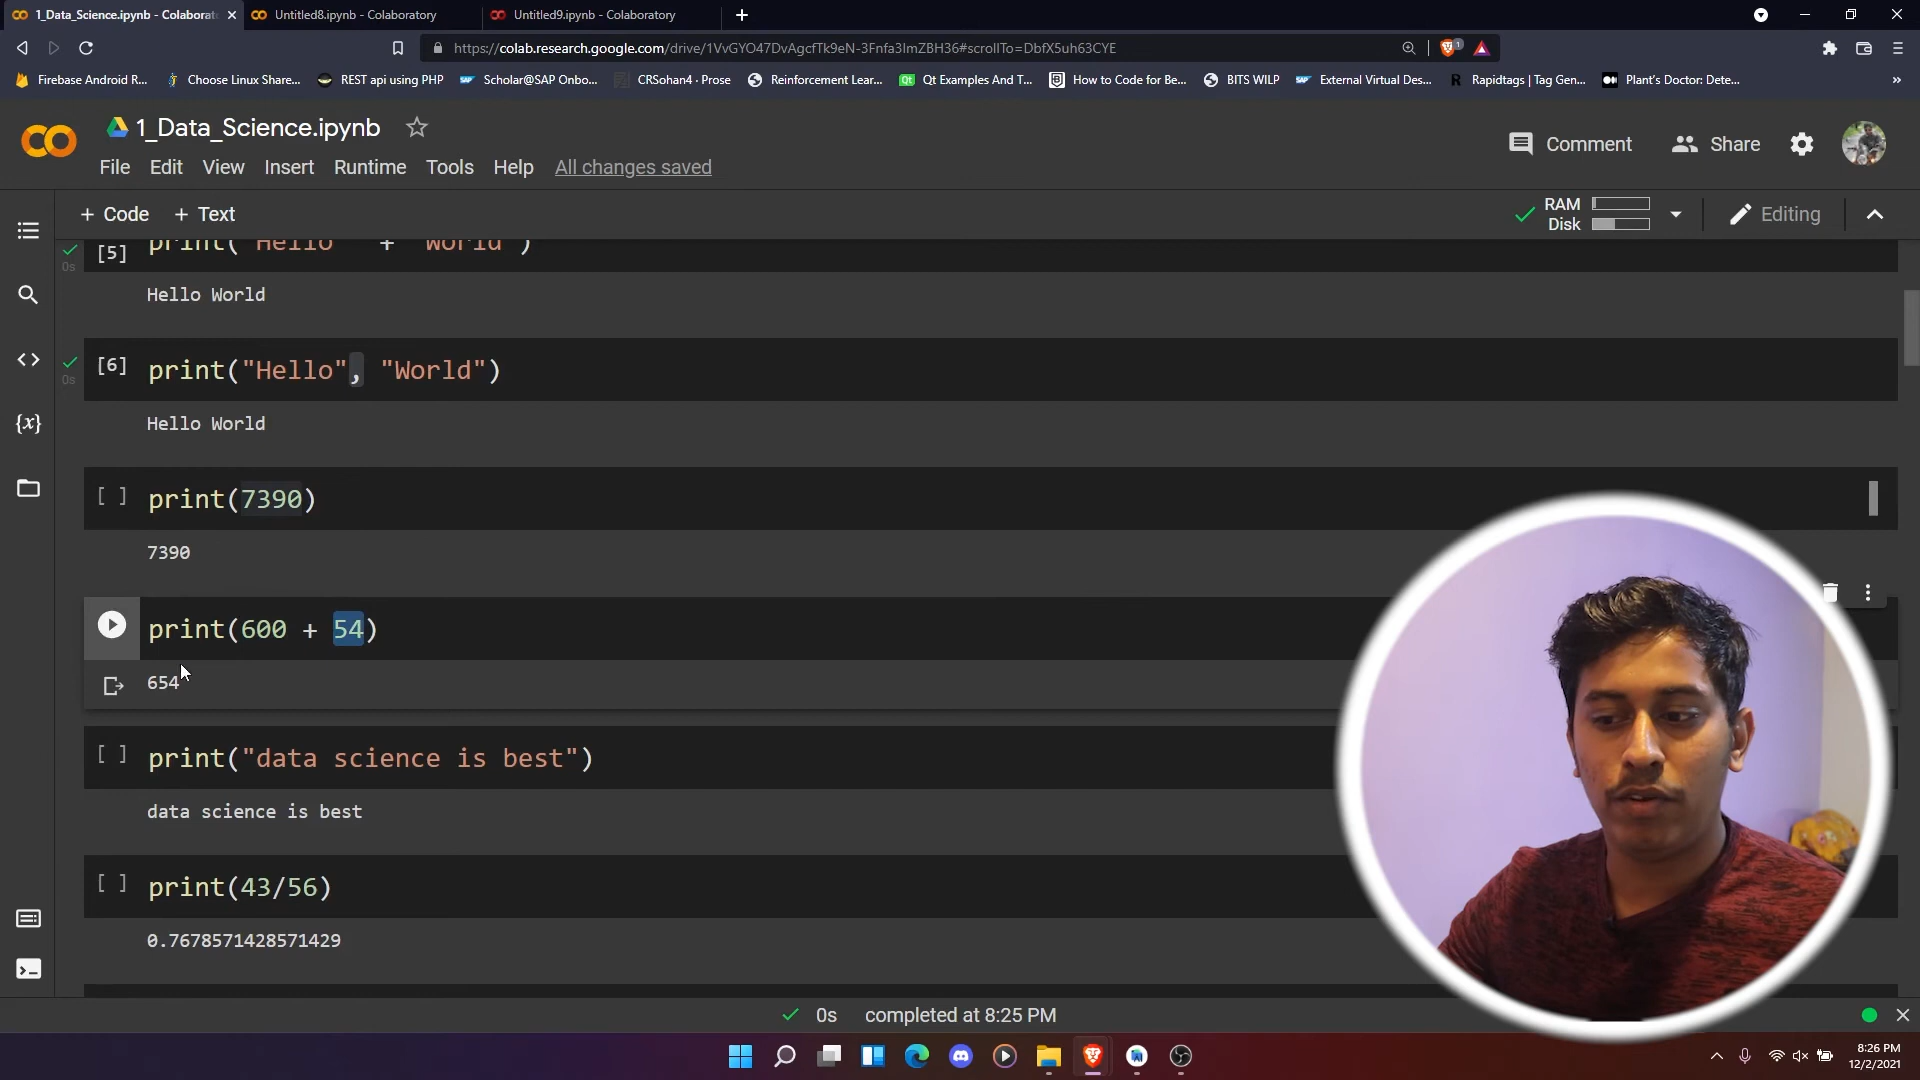 1_Data_Science.ipynb - Colaborat
Untitled8.ipynb - Colaboratory
Untitled9.ipynb - Colaboratory
https://colab.research.google.com/drive/1VvGYO47DvAgcfTk9eN-3Fnfa3ImZBH36#scrollTo=DbfX5uh63CYE
Firebase Android R...
Choose Linux Share...
REST api using PHP
Scholar@SAP Onbo...
CRSohan4 · Prose
Reinforcement Lear...
Qt Examples And T...
How to Code for Be...
BITS WILP
External Virtual Des...
Rapidtags | Tag Gen...
Plant's Doctor: Dete...
1_Data_Science.ipynb
Comment
Share
File Edit View Insert Runtime Tools Help All changes saved
+ Code + Text
RAM
Disk
Editing
[5] print("Hello " + "World")
0s
Hello World
[6] print("Hello", "World")
0s
Hello World
[ ] print(7390)
7390
print(600 + 54)
654
[ ] print("data science is best")
data science is best
[ ] print(43/56)
0.7678571428571429
0s completed at 8:25 PM
8:26 PM
12/2/2021